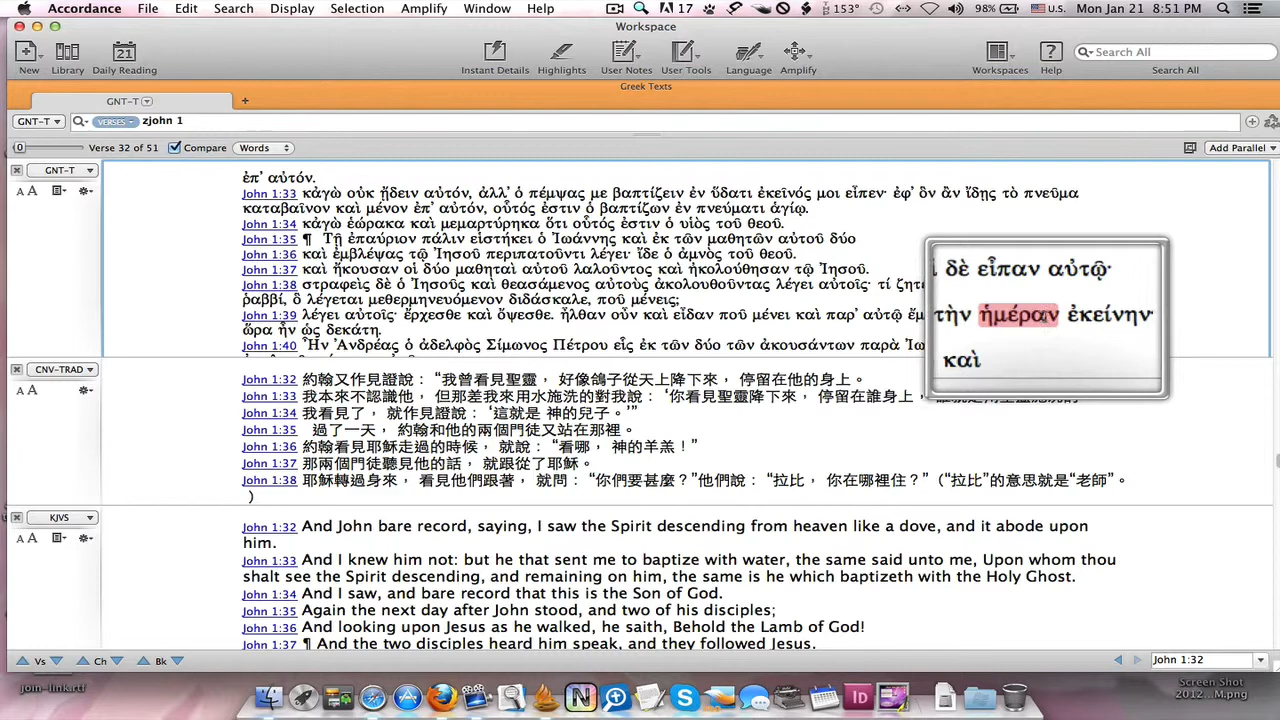 Accordance File Edit Search Display Selection Amplify Window Help 17 153° 98% U.S. Mon Jan 21 8:51 PM
Workspace
21
New Library Daily Reading Instant Details Highlights User Notes User Tools Language Amplify Workspaces Help Search All
Search All
Greek Texts
GNT-T +
GNT-T VERSES zjohn 1
0 Verse 32 of 51 Compare Words Add Parallel
GNT-T
ἐπ’ αὐτόν.
John 1:33 κἀγὼ οὐκ ᾔδειν αὐτόν, ἀλλ’ ὁ πέμψας με βαπτίζειν ἐν ὕδατι ἐκεῖνός μοι εἶπεν· ἐφ’ ὃν ἂν ἴδῃς τὸ πνεῦμα
καταβαῖνον καὶ μένον ἐπ’ αὐτόν, οὗτός ἐστιν ὁ βαπτίζων ἐν πνεύματι ἁγίῳ.
John 1:34 κἀγὼ ἑώρακα καὶ μεμαρτύρηκα ὅτι οὗτός ἐστιν ὁ υἱὸς τοῦ θεοῦ.
John 1:35 ¶ Τῇ ἐπαύριον πάλιν εἱστήκει ὁ Ἰωάννης καὶ ἐκ τῶν μαθητῶν αὐτοῦ δύο
John 1:36 καὶ ἐμβλέψας τῷ Ἰησοῦ περιπατοῦντι λέγει· ἴδε ὁ ἀμνὸς τοῦ θεοῦ.
John 1:37 καὶ ἤκουσαν οἱ δύο μαθηταὶ αὐτοῦ λαλοῦντος καὶ ἠκολούθησαν τῷ Ἰησοῦ.
John 1:38 στραφεὶς δὲ ὁ Ἰησοῦς καὶ θεασάμενος αὐτοὺς ἀκολουθοῦντας λέγει αὐτοῖς· τί ζητε
ῥαββί, ὃ λέγεται μεθερμηνευόμενον διδάσκαλε, ποῦ μένεις;
John 1:39 λέγει αὐτοῖς· ἔρχεσθε καὶ ὄψεσθε. ἦλθαν οὖν καὶ εἶδαν ποῦ μένει καὶ παρ’ αὐτῷ ἔμ
ὥρα ἦν ὡς δεκάτη.
John 1:40 Ἦν Ἀνδρέας ὁ ἀδελφὸς Σίμωνος Πέτρου εἷς ἐκ τῶν δύο τῶν ἀκουσάντων παρὰ Ἰω
δὲ εἶπαν αὐτῷ·
τὴν ἡμέραν ἐκείνην·
καὶ
CNV-TRAD
John 1:32 約翰又作見證說：“我曾看見聖靈，好像鴿子從天上降下來，停留在他的身上。
John 1:33 我本來不認識他，但那差我來用水施洗的對我說：‘你看見聖靈降下來，停留在誰身上，
John 1:34 我看見了，就作見證說：‘這就是 神的兒子。’”
John 1:35 過了一天，約翰和他的兩個門徒又站在那裡。
John 1:36 約翰看見耶穌走過的時候，就說：“看哪，神的羊羔！”
John 1:37 那兩個門徒聽見他的話，就跟從了耶穌。
John 1:38 耶穌轉過身來，看見他們跟著，就問：“你們要甚麼？”他們說：“拉比，你在哪裡住？”（“拉比”的意思就是“老師”。
）
KJVS
John 1:32 And John bare record, saying, I saw the Spirit descending from heaven like a dove, and it abode upon
him.
John 1:33 And I knew him not: but he that sent me to baptize with water, the same said unto me, Upon whom thou
shalt see the Spirit descending, and remaining on him, the same is he which baptizeth with the Holy Ghost.
John 1:34 And I saw, and bare record that this is the Son of God.
John 1:35 Again the next day after John stood, and two of his disciples;
John 1:36 And looking upon Jesus as he walked, he saith, Behold the Lamb of God!
John 1:37 ¶ And the two disciples heard him speak, and they followed Jesus.
Vs Ch Bk John 1:32
join-link.rtf
Screen Shot
2012...M.png